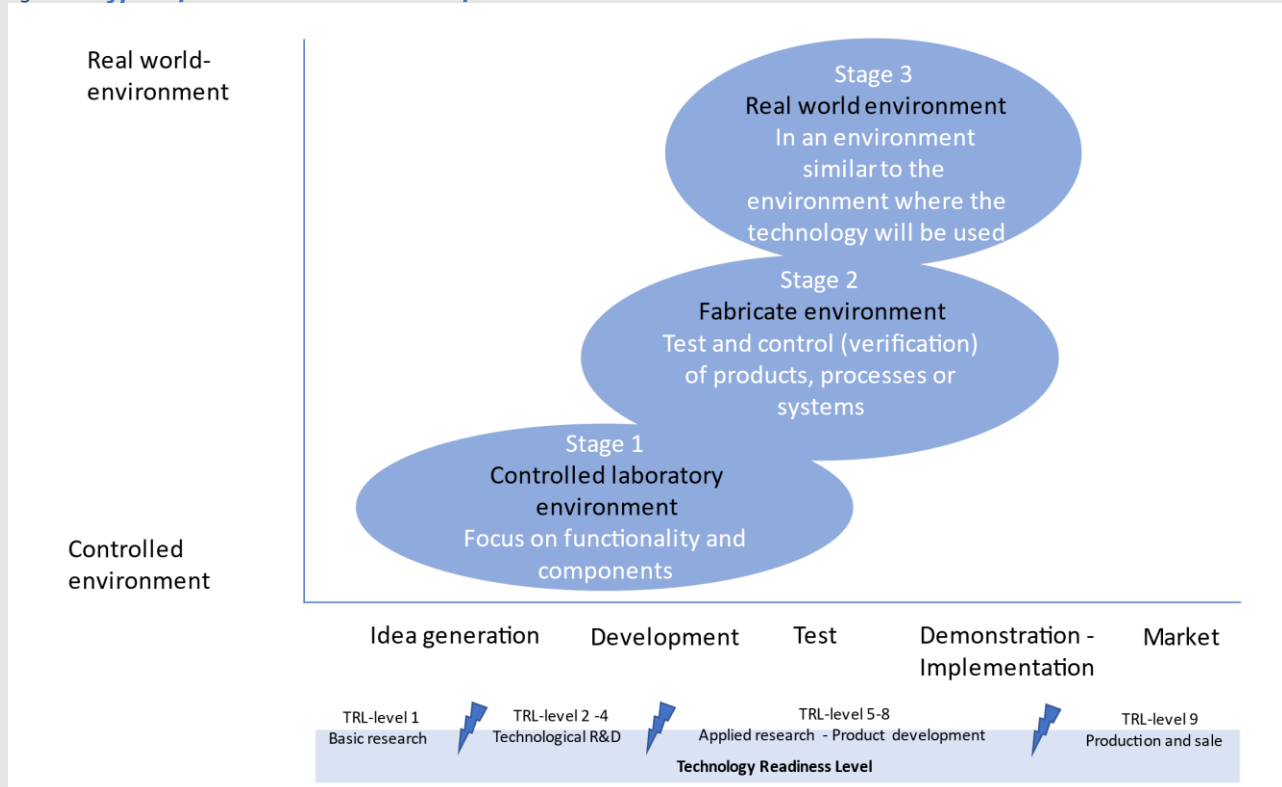 Real world-
environment
Stage 3
Real world environment
In an environment
similar to the
environment where the
technology will be used
Stage 2
Fabricate environment
Test and control (verification)
of products, processes or
systems
Stage 1
Controlled laboratory
environment
Focus on functionality and
components
Controlled
environment
Idea generation
Development
Test
Demonstration -
Implementation
Market
TRL-level 1
Basic research
TRL-level 2 -4
Technological R&D
TRL-level 5-8
Applied research - Product development
TRL-level 9
Production and sale
Technology Readiness Level